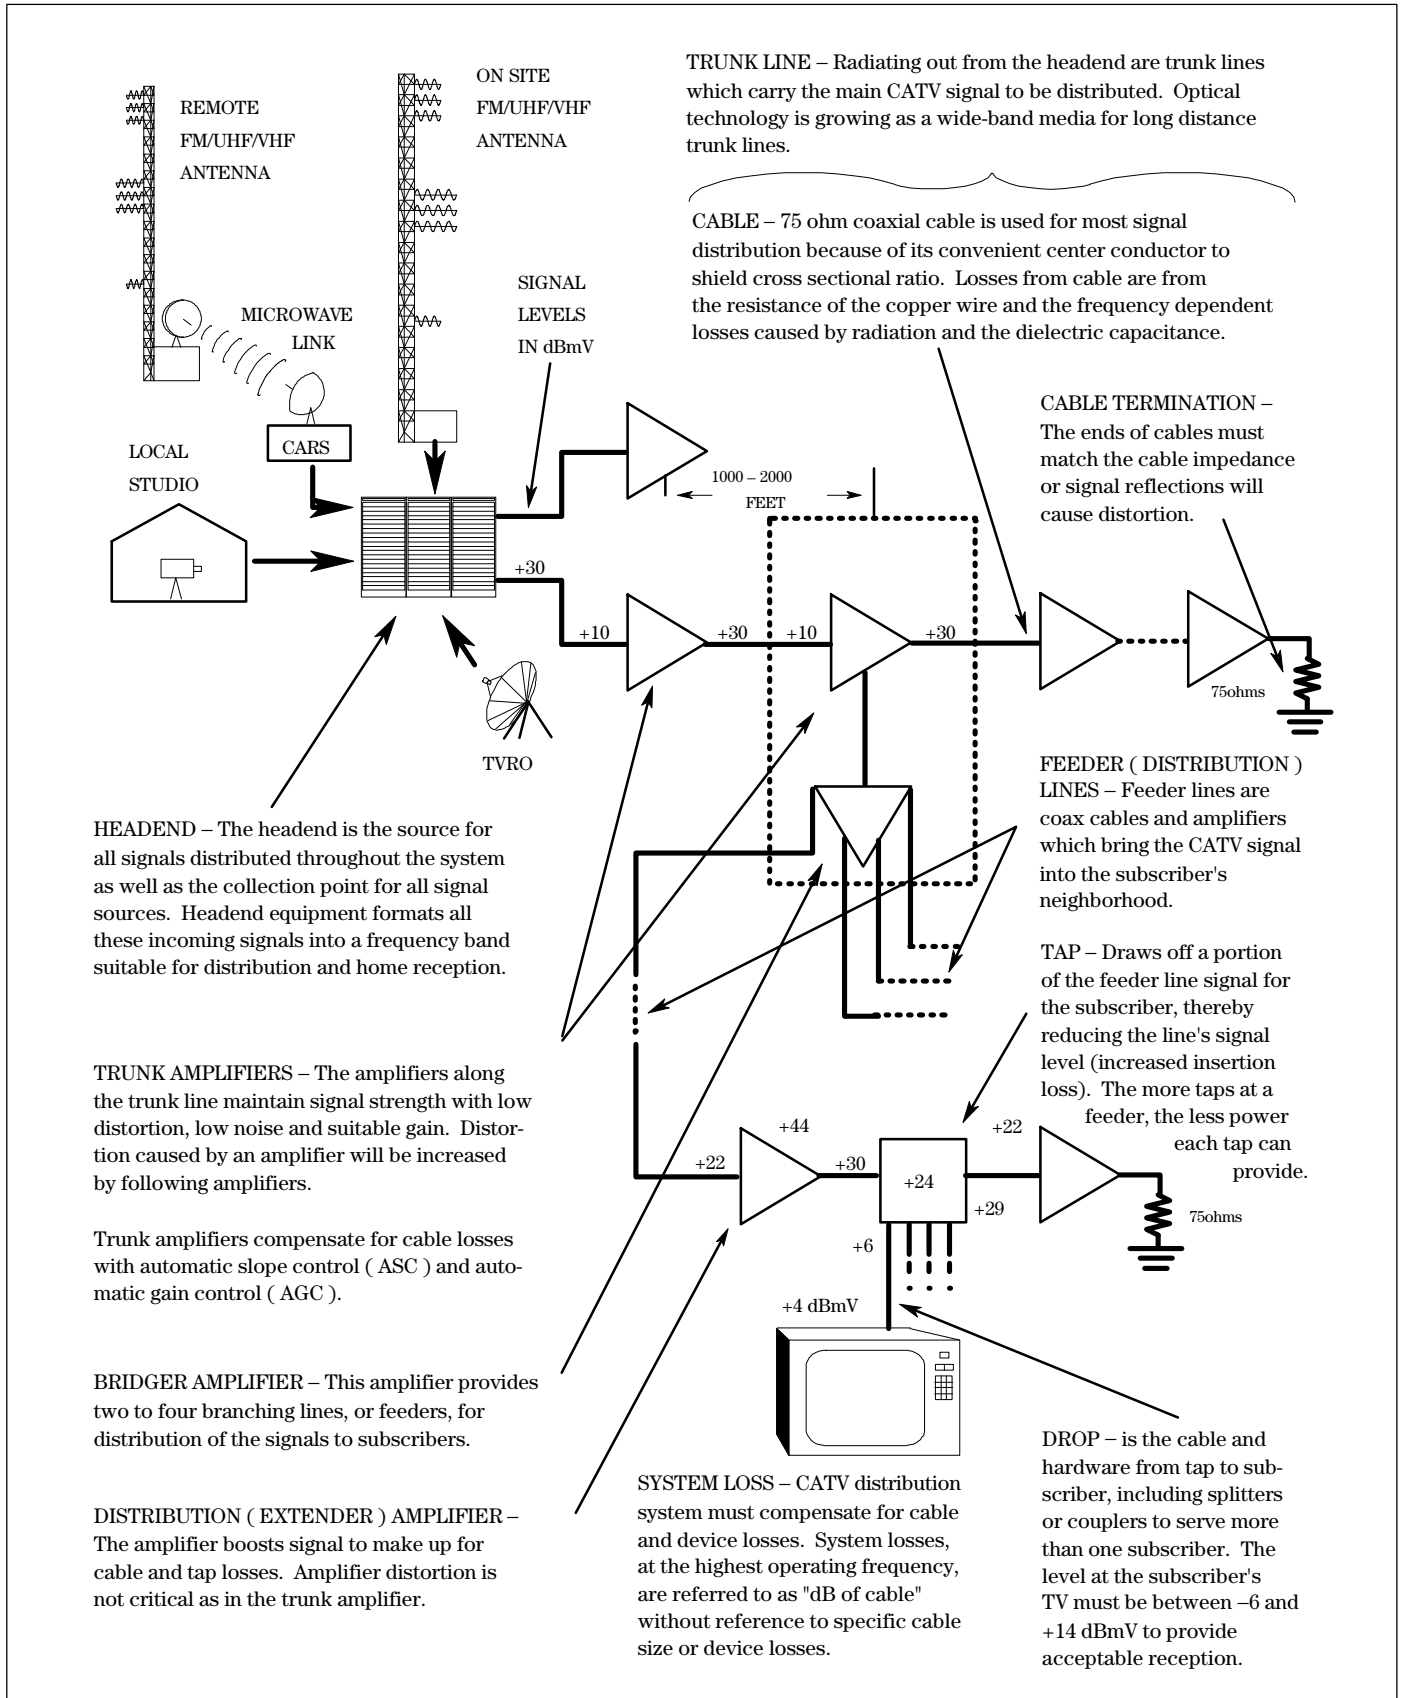 REMOTE
FM/UHF/VHF
ANTENNA
ON SITE
FM/UHF/VHF
ANTENNA
TRUNK LINE – Radiating out from the headend are trunk lines
which carry the main CATV signal to be distributed. Optical
technology is growing as a wide-band media for long distance
trunk lines.
CABLE – 75 ohm coaxial cable is used for most signal
distribution because of its convenient center conductor to
shield cross sectional ratio. Losses from cable are from
the resistance of the copper wire and the frequency dependent
losses caused by radiation and the dielectric capacitance.
MICROWAVE
LINK
SIGNAL
LEVELS
IN dBmV
CARS
LOCAL
STUDIO
1000 – 2000
FEET
CABLE TERMINATION –
The ends of cables must
match the cable impedance
or signal reflections will
cause distortion.
+30
+10
+30
+10
+30
75ohms
TVRO
HEADEND – The headend is the source for
all signals distributed throughout the system
as well as the collection point for all signal
sources. Headend equipment formats all
these incoming signals into a frequency band
suitable for distribution and home reception.
FEEDER ( DISTRIBUTION )
LINES – Feeder lines are
coax cables and amplifiers
which bring the CATV signal
into the subscriber's
neighborhood.
TAP – Draws off a portion
of the feeder line signal for
the subscriber, thereby
reducing the line's signal
level (increased insertion
loss). The more taps at a
feeder, the less power
each tap can
provide.
TRUNK AMPLIFIERS – The amplifiers along
the trunk line maintain signal strength with low
distortion, low noise and suitable gain. Distor-
tion caused by an amplifier will be increased
by following amplifiers.
Trunk amplifiers compensate for cable losses
with automatic slope control ( ASC ) and auto-
matic gain control ( AGC ).
+44
+22
+22
+30
+24
+29
75ohms
+6
+4 dBmV
BRIDGER AMPLIFIER – This amplifier provides
two to four branching lines, or feeders, for
distribution of the signals to subscribers.
DISTRIBUTION ( EXTENDER ) AMPLIFIER –
The amplifier boosts signal to make up for
cable and tap losses. Amplifier distortion is
not critical as in the trunk amplifier.
SYSTEM LOSS – CATV distribution
system must compensate for cable
and device losses. System losses,
at the highest operating frequency,
are referred to as "dB of cable"
without reference to specific cable
size or device losses.
DROP – is the cable and
hardware from tap to sub-
scriber, including splitters
or couplers to serve more
than one subscriber. The
level at the subscriber's
TV must be between –6 and
+14 dBmV to provide
acceptable reception.